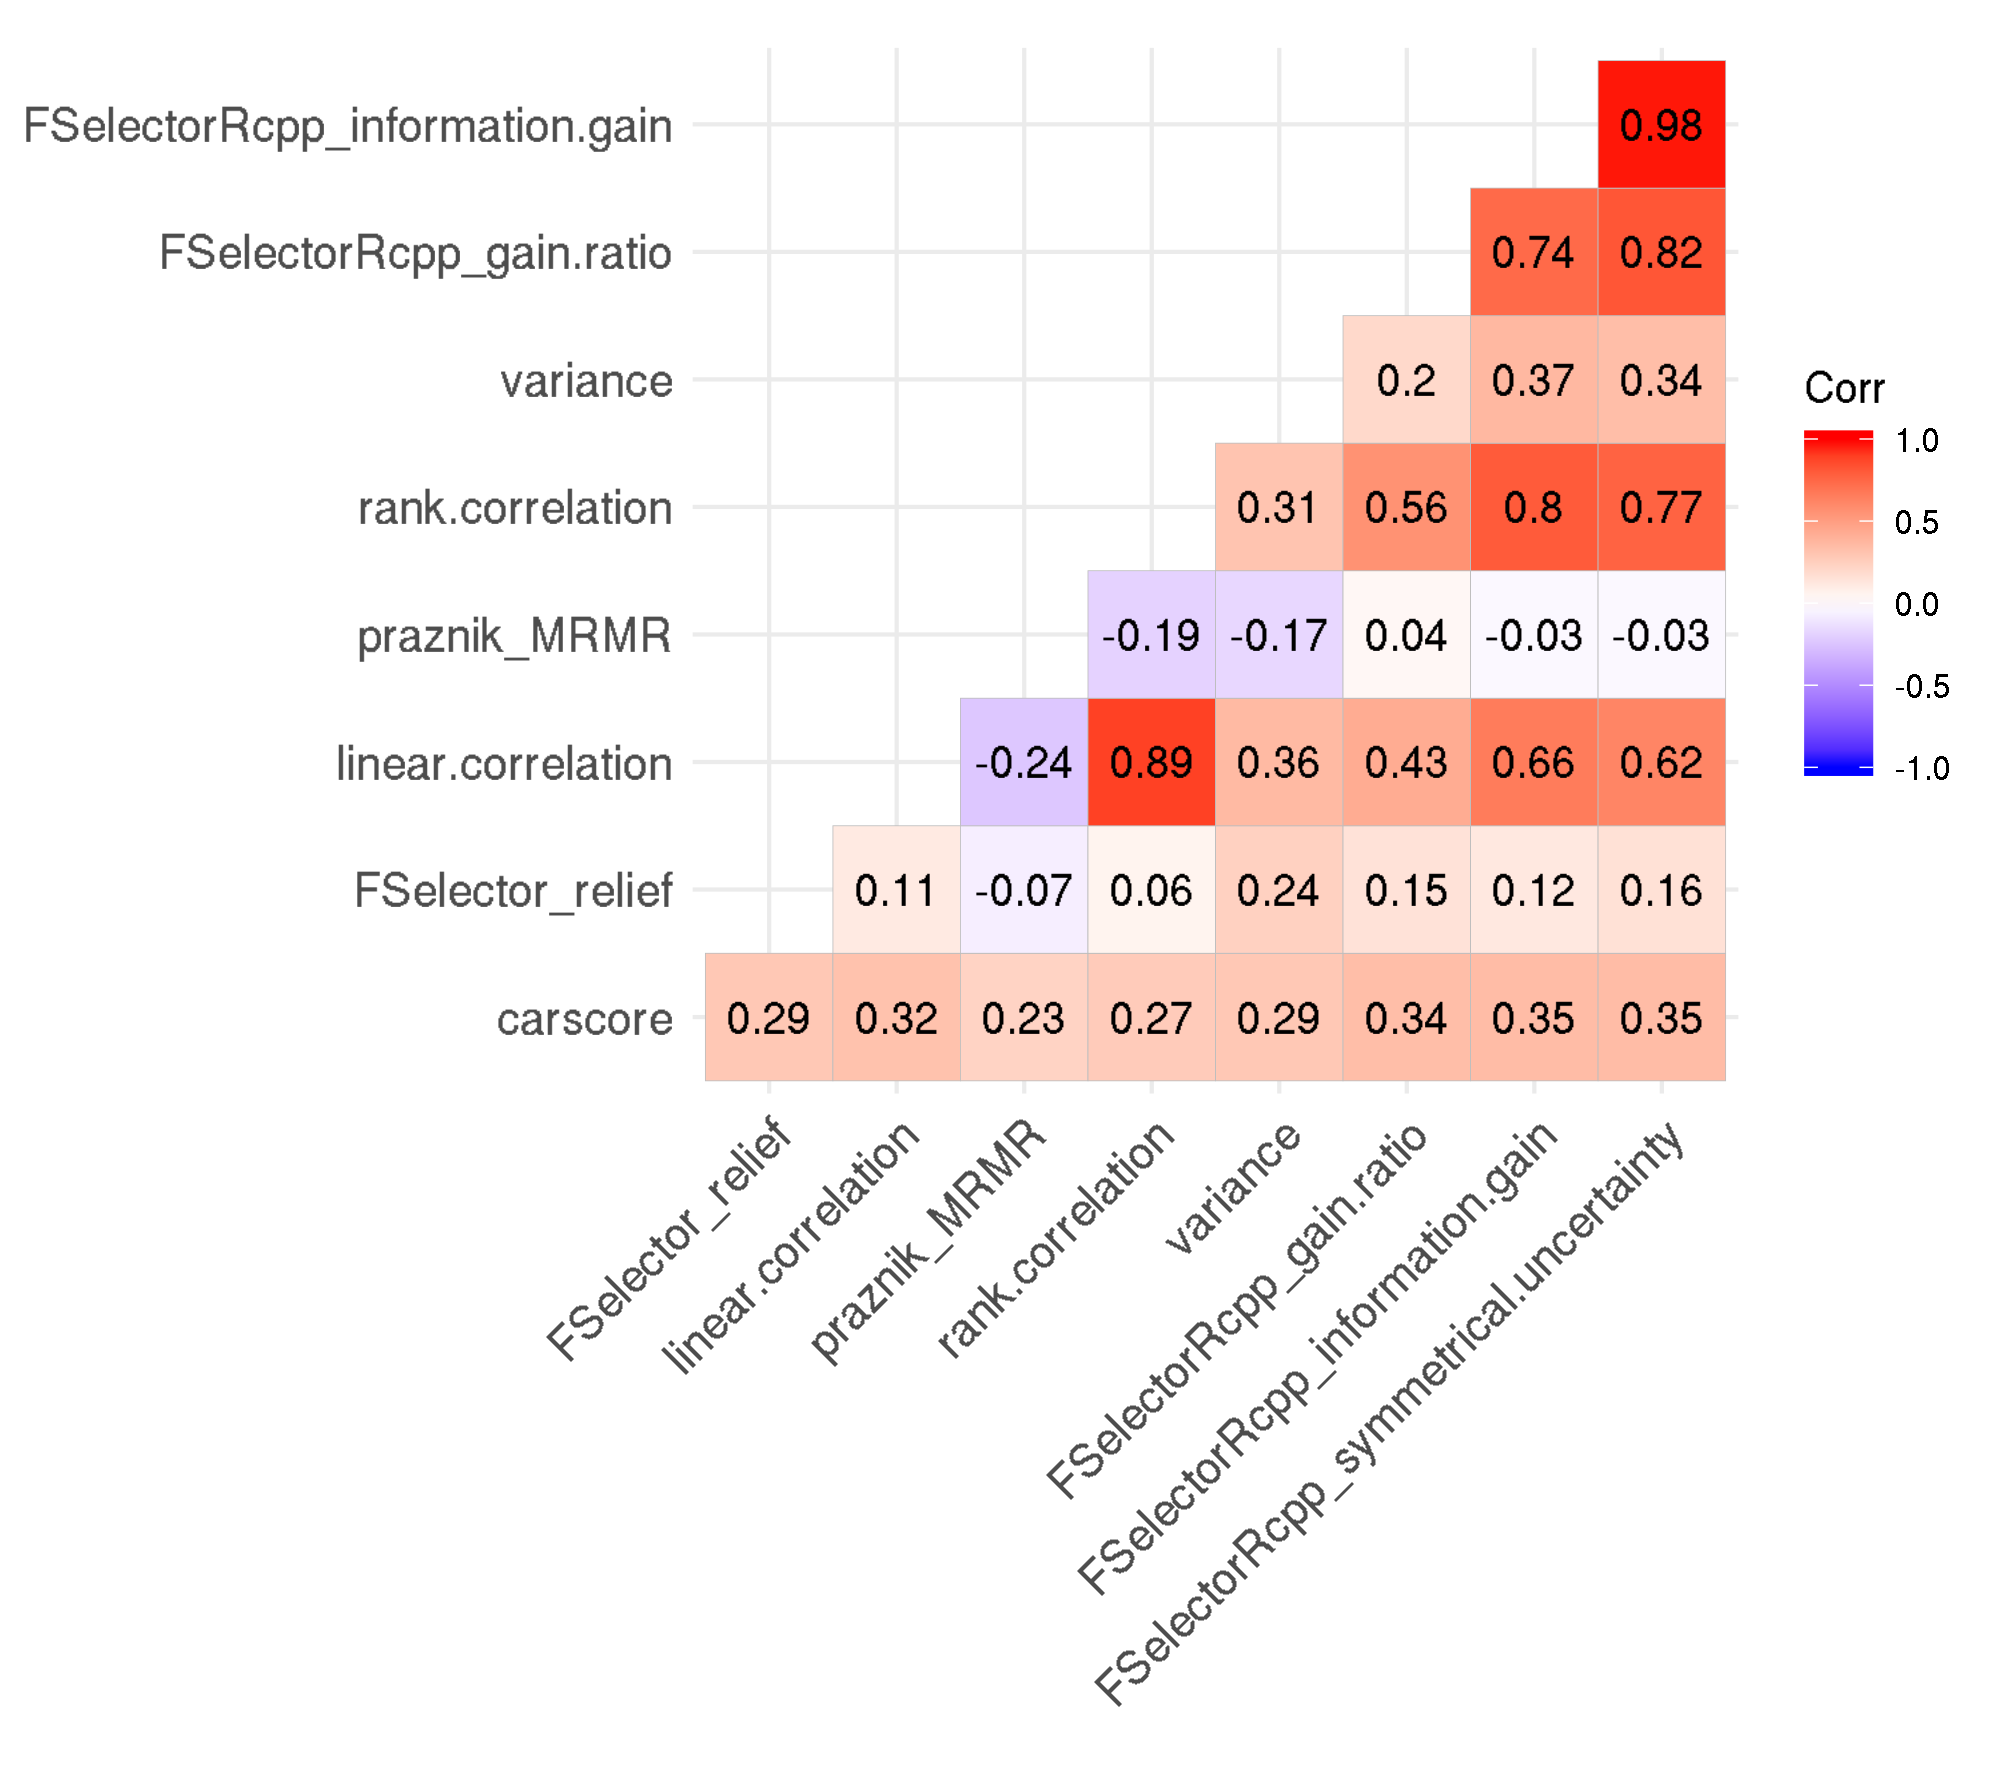 FSelectorRcpp_information.gain 0.98
FSelectorRcpp_gain.ratio 0.74 0.82
variance 0.2 0.37 0.34
rank.correlation 0.31 0.56 0.8 0.77
praznik_MRMR -0.19 -0.17 0.04 -0.03 -0.03
linear.correlation -0.24 0.89 0.36 0.43 0.66 0.62
FSelector_relief 0.11 -0.07 0.06 0.24 0.15 0.12 0.16
carscore 0.29 0.32 0.23 0.27 0.29 0.34 0.35 0.35
FSelector_relief
linear.correlation
praznik_MRMR
rank.correlation
variance
FSelectorRcpp_gain.ratio
FSelectorRcpp_information.gain
FSelectorRcpp_symmetrical.uncertainty
Corr
1.0
0.5
0.0
-0.5
-1.0